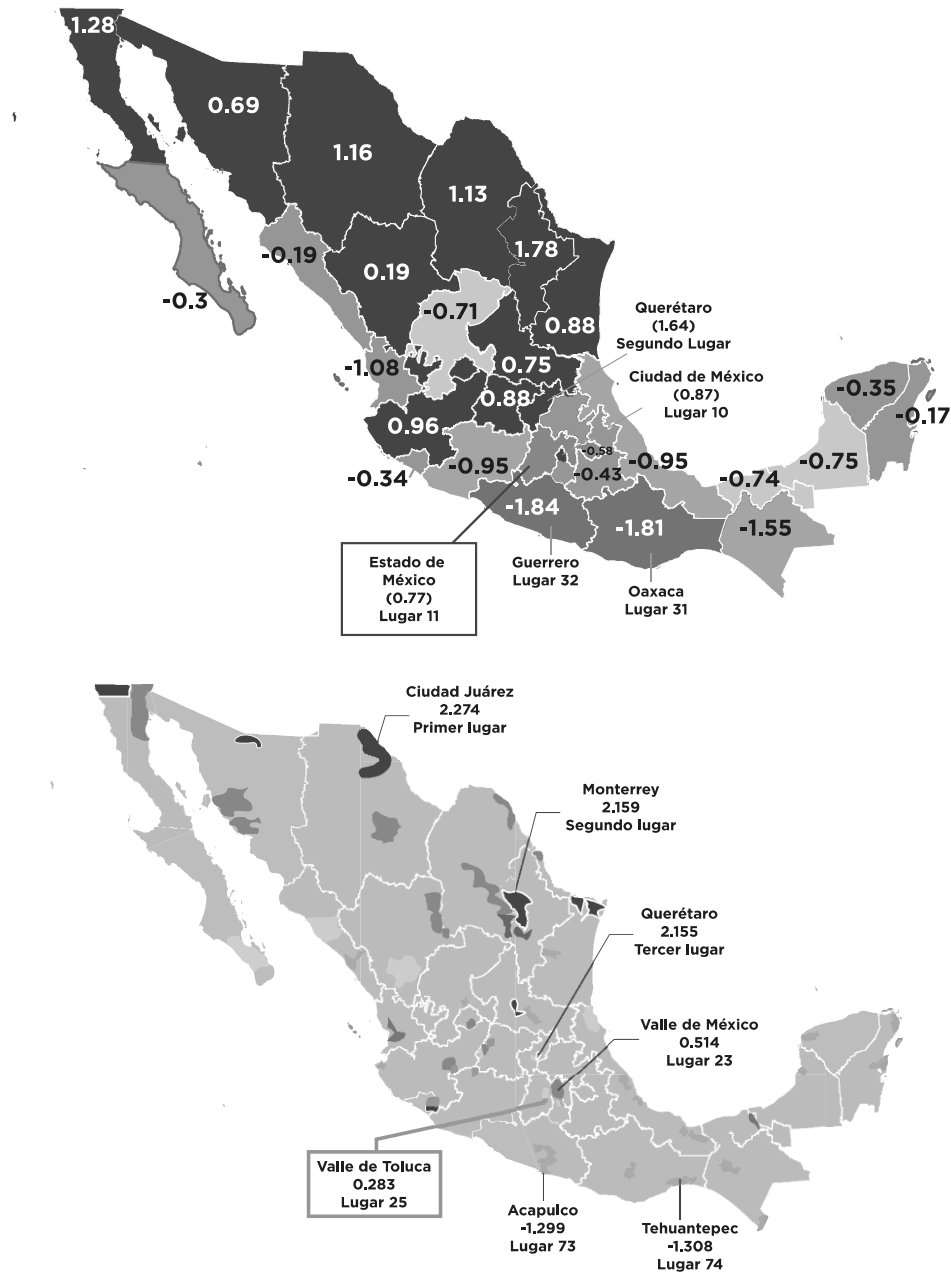 1.28
0.69
1.16
1.13
1.78
-0.19
0.19
-0.3
-0.71
0.88
Querétaro
(1.64)
Segundo Lugar
0.75
-1.08
Ciudad de México
(0.87)
Lugar 10
0.88
0.96
-0.35
-0.17
-0.58
-0.34
-0.95
-0.43
-0.95
-0.74
-0.75
-1.84
-1.81
-1.55
Estado de
México
(0.77)
Lugar 11
Guerrero
Lugar 32
Oaxaca
Lugar 31
Ciudad Juárez
2.274
Primer lugar
Monterrey
2.159
Segundo lugar
Querétaro
2.155
Tercer lugar
Valle de México
0.514
Lugar 23
Valle de Toluca
0.283
Lugar 25
Acapulco
-1.299
Lugar 73
Tehuantepec
-1.308
Lugar 74